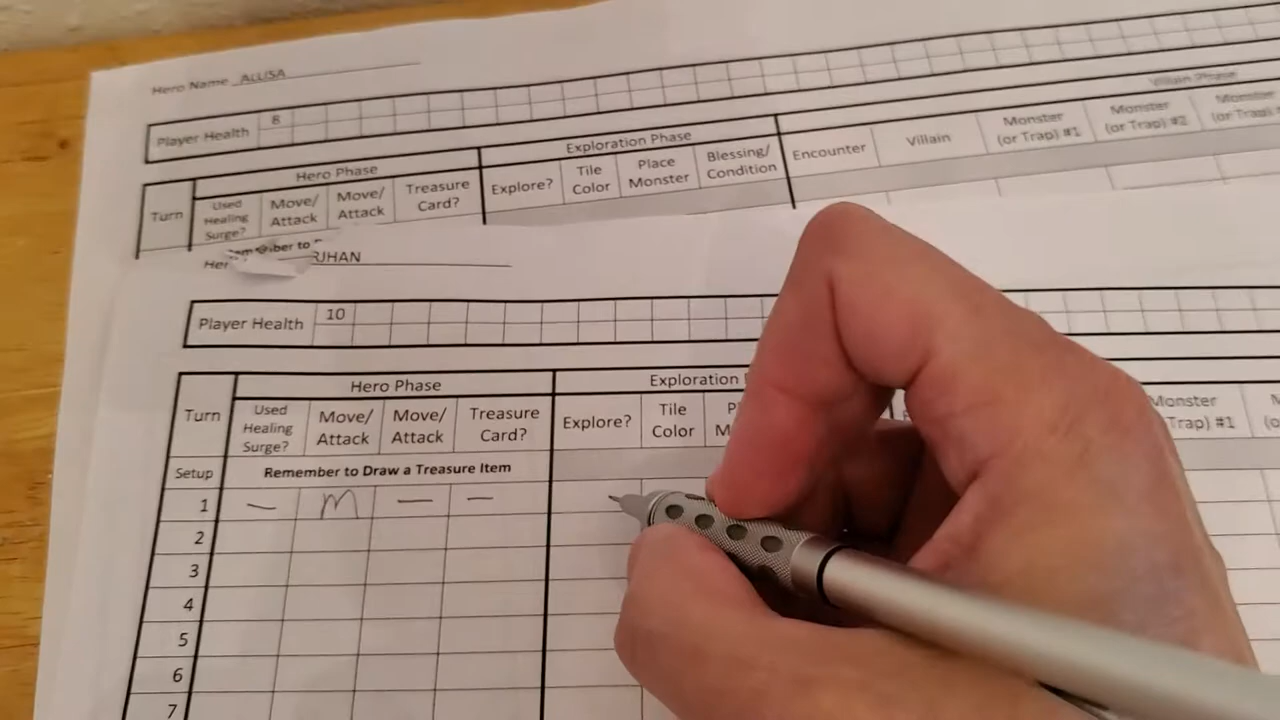 Hero Name ALLISA
Player Health 8
Villain Phase
Hero Phase Exploration Phase
Turn Used Healing Surge? Move/ Attack Move/ Attack Treasure Card? Explore? Tile Color Place Monster Blessing/ Condition Encounter Villain Monster (or Trap) #1 Monster (or Trap) #2
Player Health 10
Hero Phase Exploration
Turn Used Healing Surge? Move/ Attack Move/ Attack Treasure Card? Explore? Tile Color Monster Trap) #1
Setup Remember to Draw a Treasure Item
1 — M — —
2
3
4
5
6
7